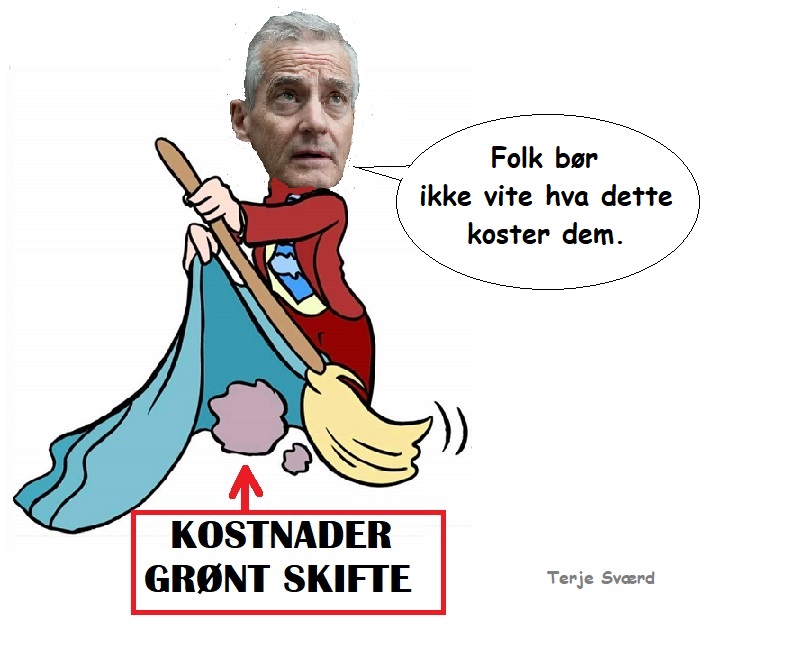 Folk bør
ikke vite hva dette
koster dem.
KOSTNADER
GRØNT SKIFTE
Terje Sværd